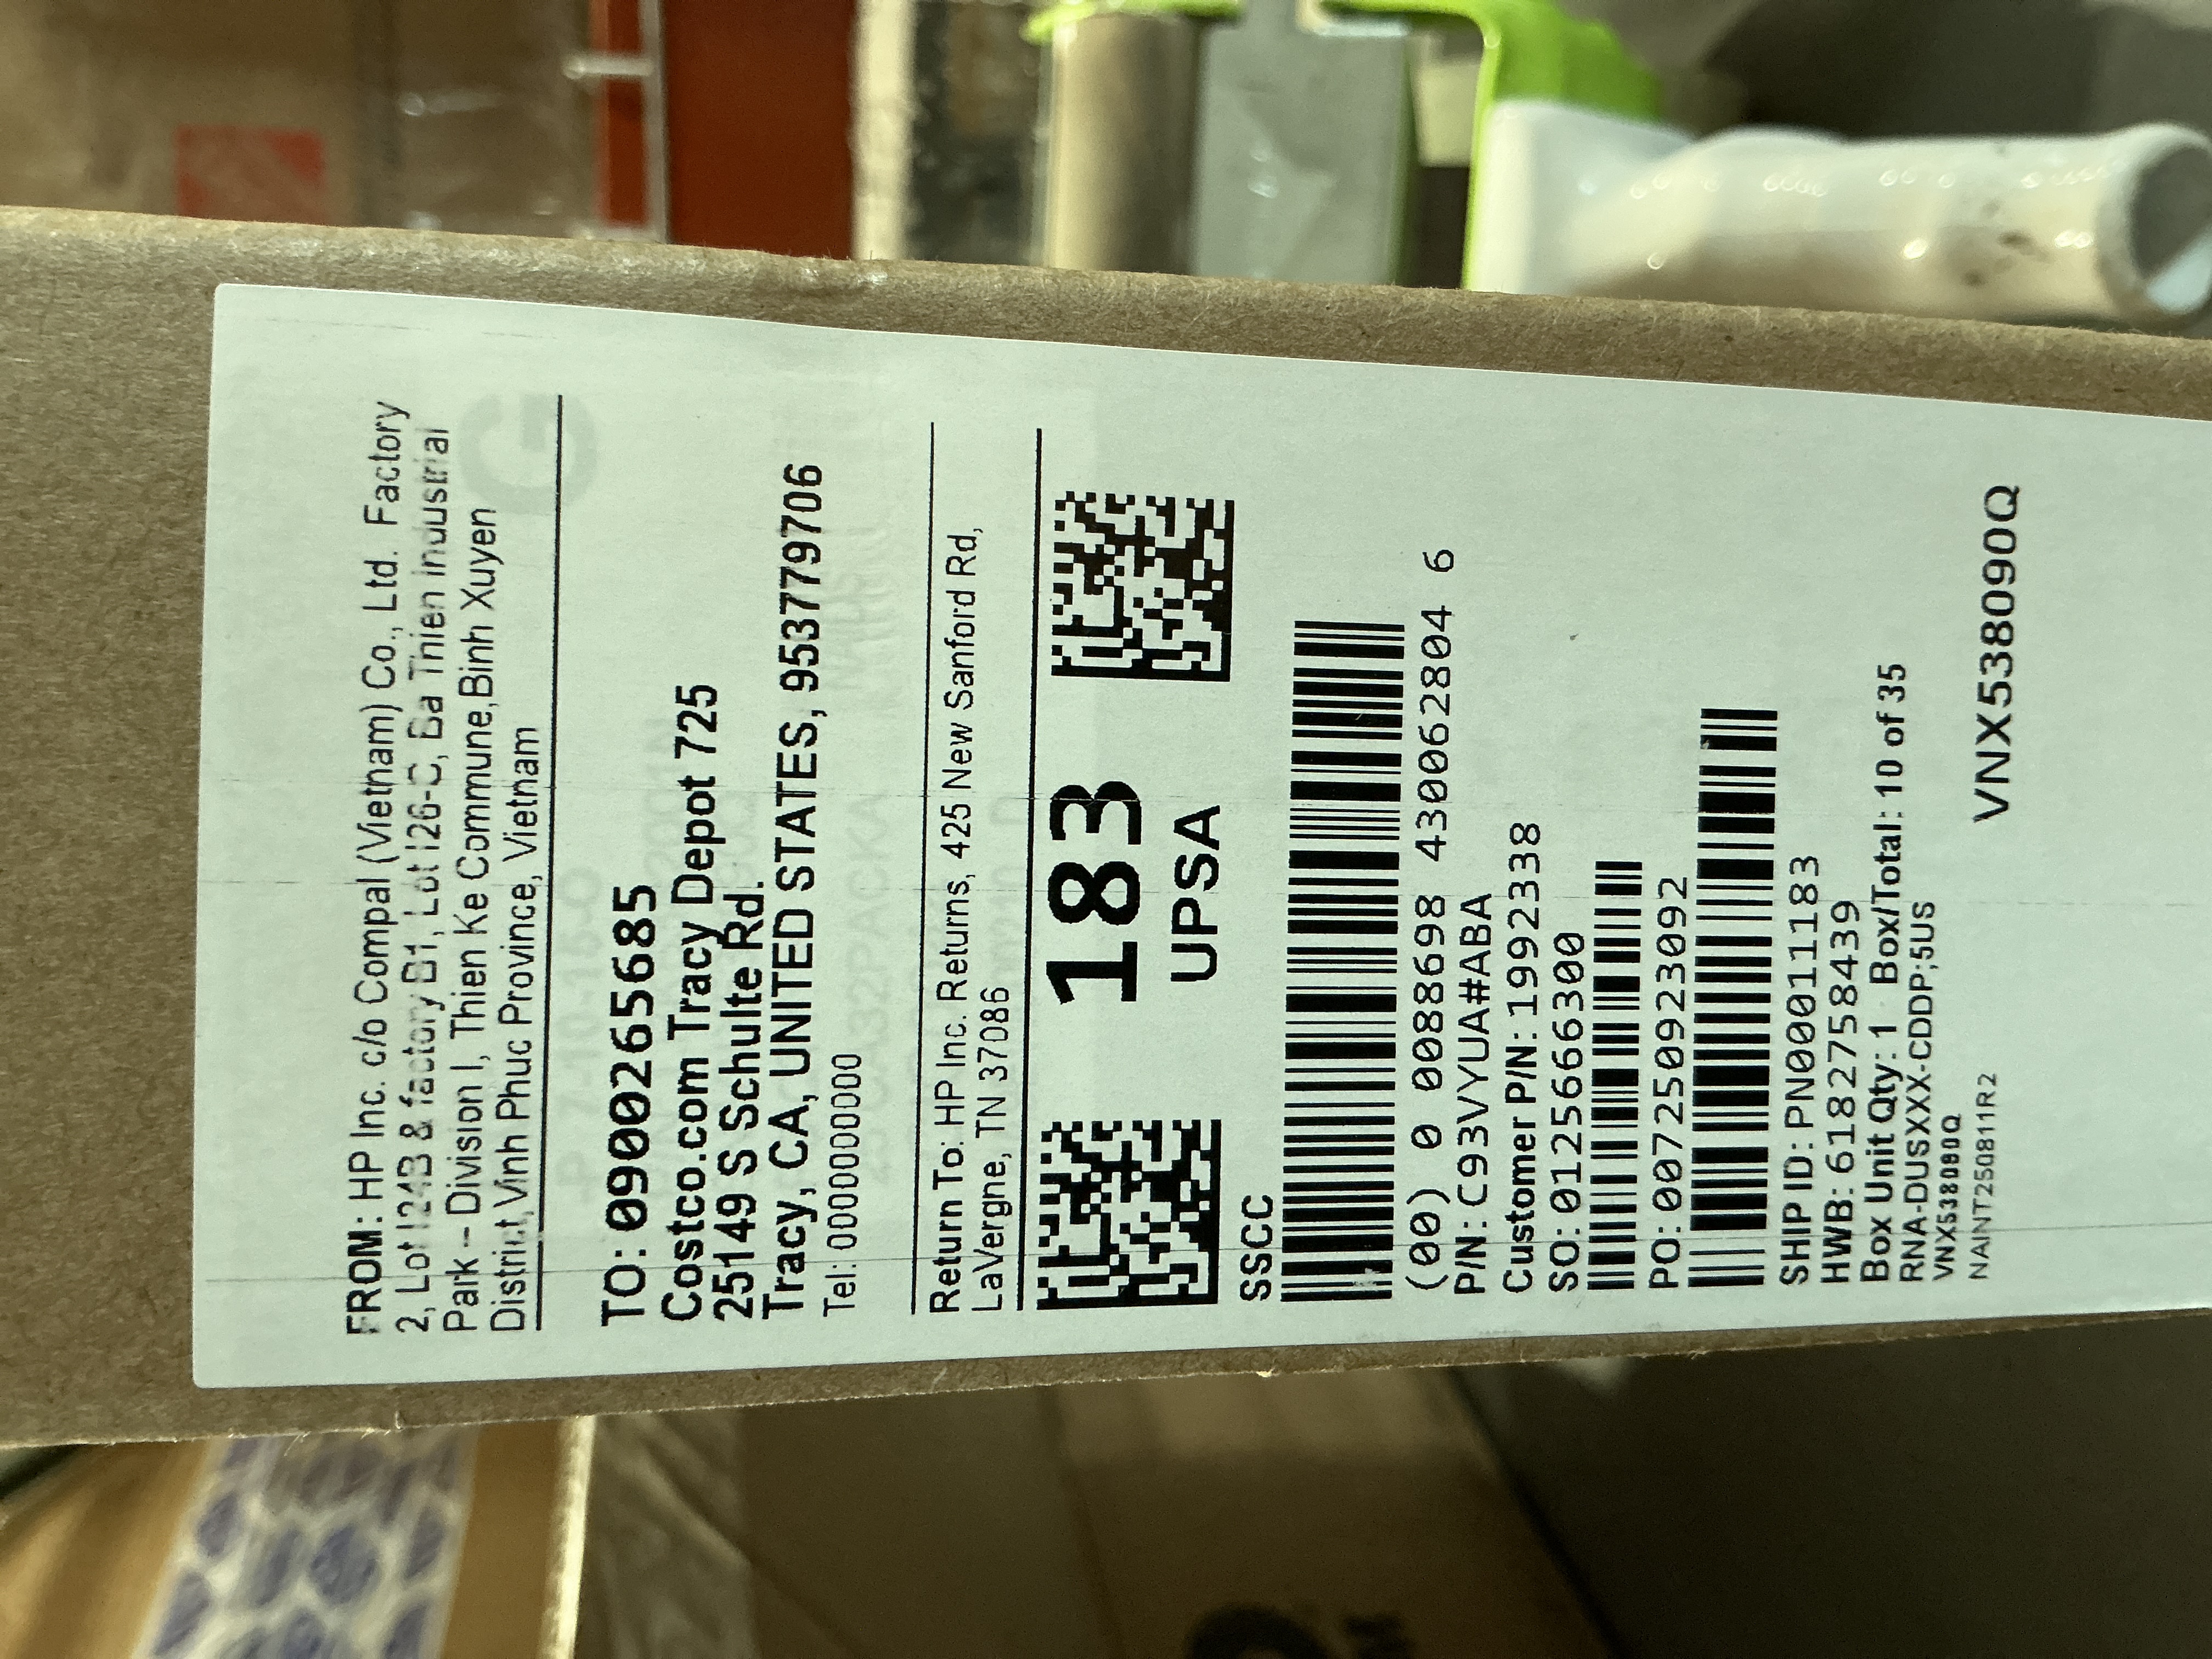 FROM: HP Inc. c/o Compal (Vietnam) Co., Ltd. Factory
2, Lot I24B & factory B1, Lot I26-C, Ba Thien Industrial
Park – Division I, Thien Ke Commune,Binh Xuyen
District,Vinh Phuc Province, Vietnam
TO: 0900265685
Costco.com Tracy Depot 725
25149 S Schulte Rd.
Tracy, CA, UNITED STATES, 953779706
Tel: 0000000000
Return To: HP Inc. Returns, 425 New Sanford Rd,
LaVergne, TN 37086
183
UPSA
SSCC
(00) 0 0088698 430062804 6
P/N: C93VYUA#ABA
Customer P/N: 1992338
SO: 0125666300
PO: 007250923092
SHIP ID: PN00011183
HWB: 618275843​9
Box Unit Qty: 1 Box/Total: 10 of 35
RNA-DUSXXX-CDDP;5US
VNX538090Q
NAINT250811R2
VNX538090Q